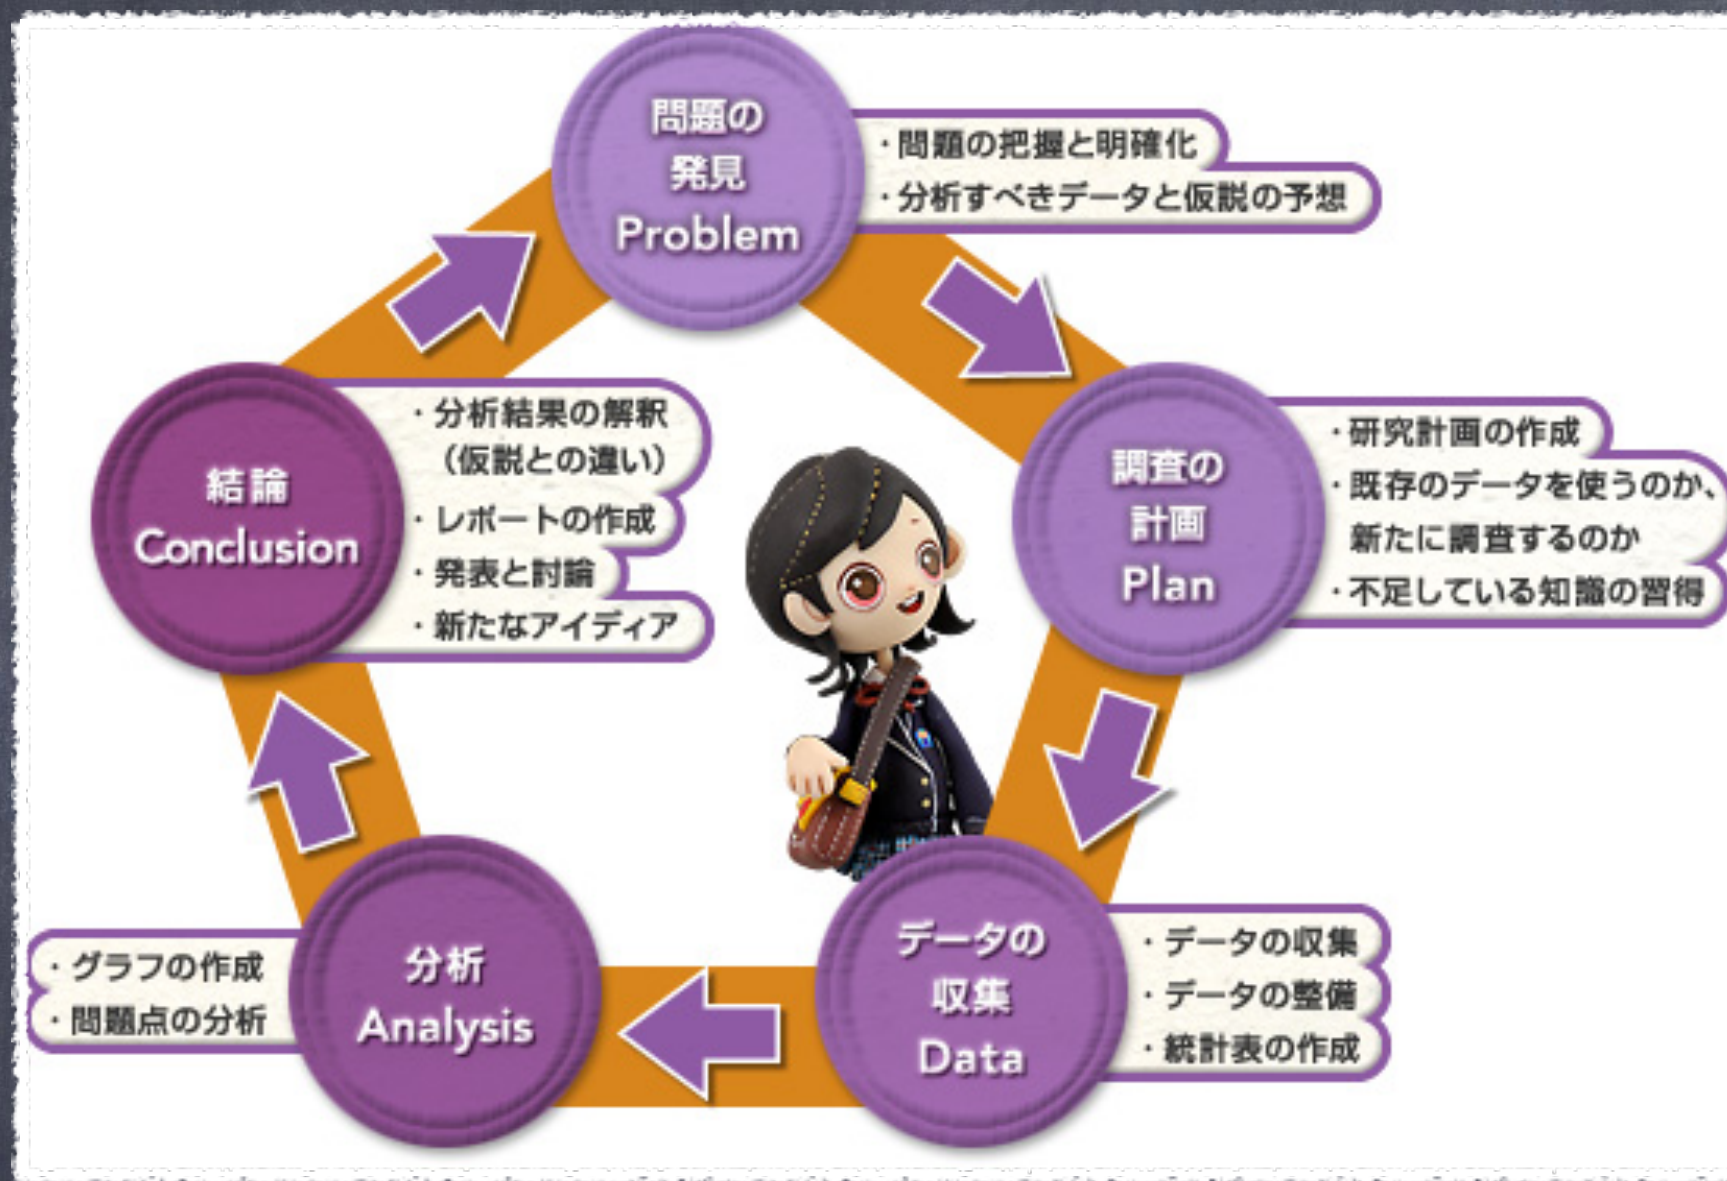 問題の
発見
Problem
・問題の把握と明確化
・分析すべきデータと仮説の予想
調査の
計画
Plan
・研究計画の作成
・既存のデータを使うのか、
新たに調査するのか
・不足している知識の習得
データの
収集
Data
・データの収集
・データの整備
・統計表の作成
分析
Analysis
・グラフの作成
・問題点の分析
結論
Conclusion
・分析結果の解釈
（仮説との違い）
・レポートの作成
・発表と討論
・新たなアイディア